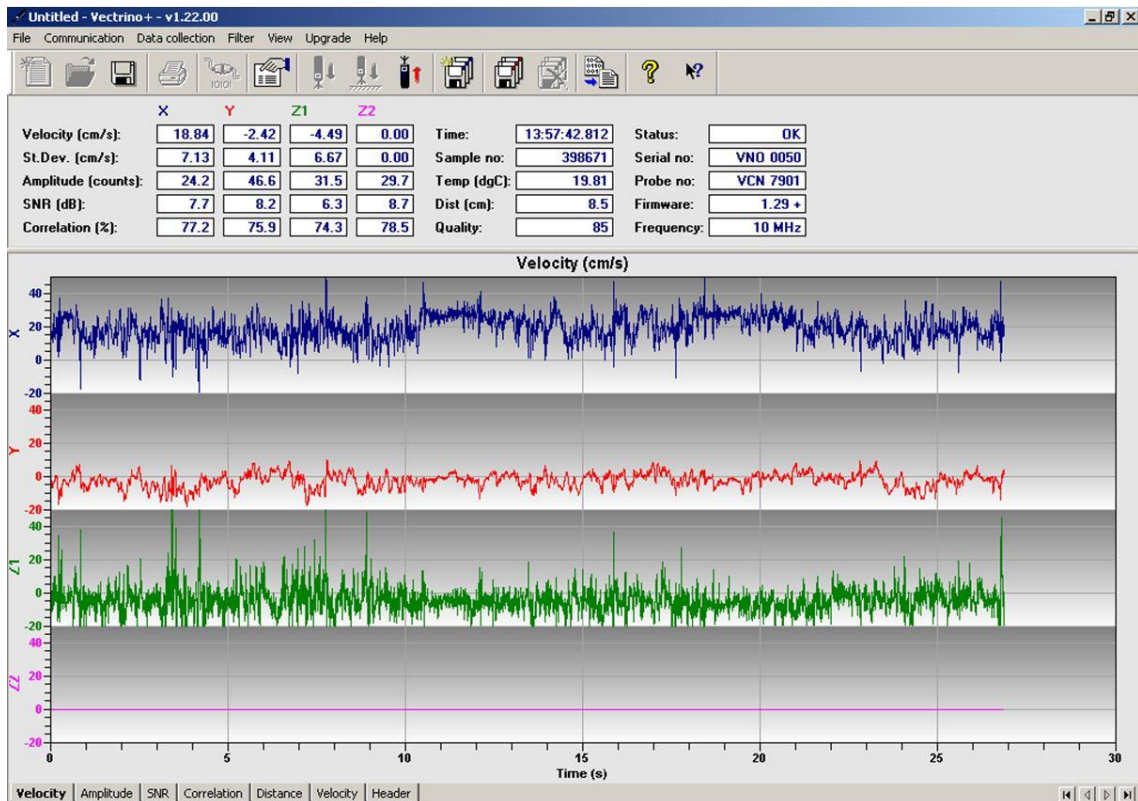 Untitled - Vectrino+ - v1.22.00
File Communication Data collection Filter View Upgrade Help
X Y Z1 Z2
Velocity (cm/s): 18.84 -2.42 -4.49 0.00 Time: 13:57:42.812 Status: OK
St.Dev. (cm/s): 7.13 4.11 6.67 0.00 Sample no: 398671 Serial no: VNO 0050
Amplitude (counts): 24.2 46.6 31.5 29.7 Temp (dgC): 19.81 Probe no: VCN 7901
SNR (dB): 7.7 8.2 6.3 8.7 Dist (cm): 8.5 Firmware: 1.29 +
Correlation (%): 77.2 75.9 74.3 78.5 Quality: 85 Frequency: 10 MHz
Velocity (cm/s)
40
20
X
0
-20
40
20
Y
0
-20
40
20
Z1
0
-20
40
20
Z2
0
-20
0 5 10 15 20 25 30
Time (s)
Velocity Amplitude SNR Correlation Distance Velocity Header